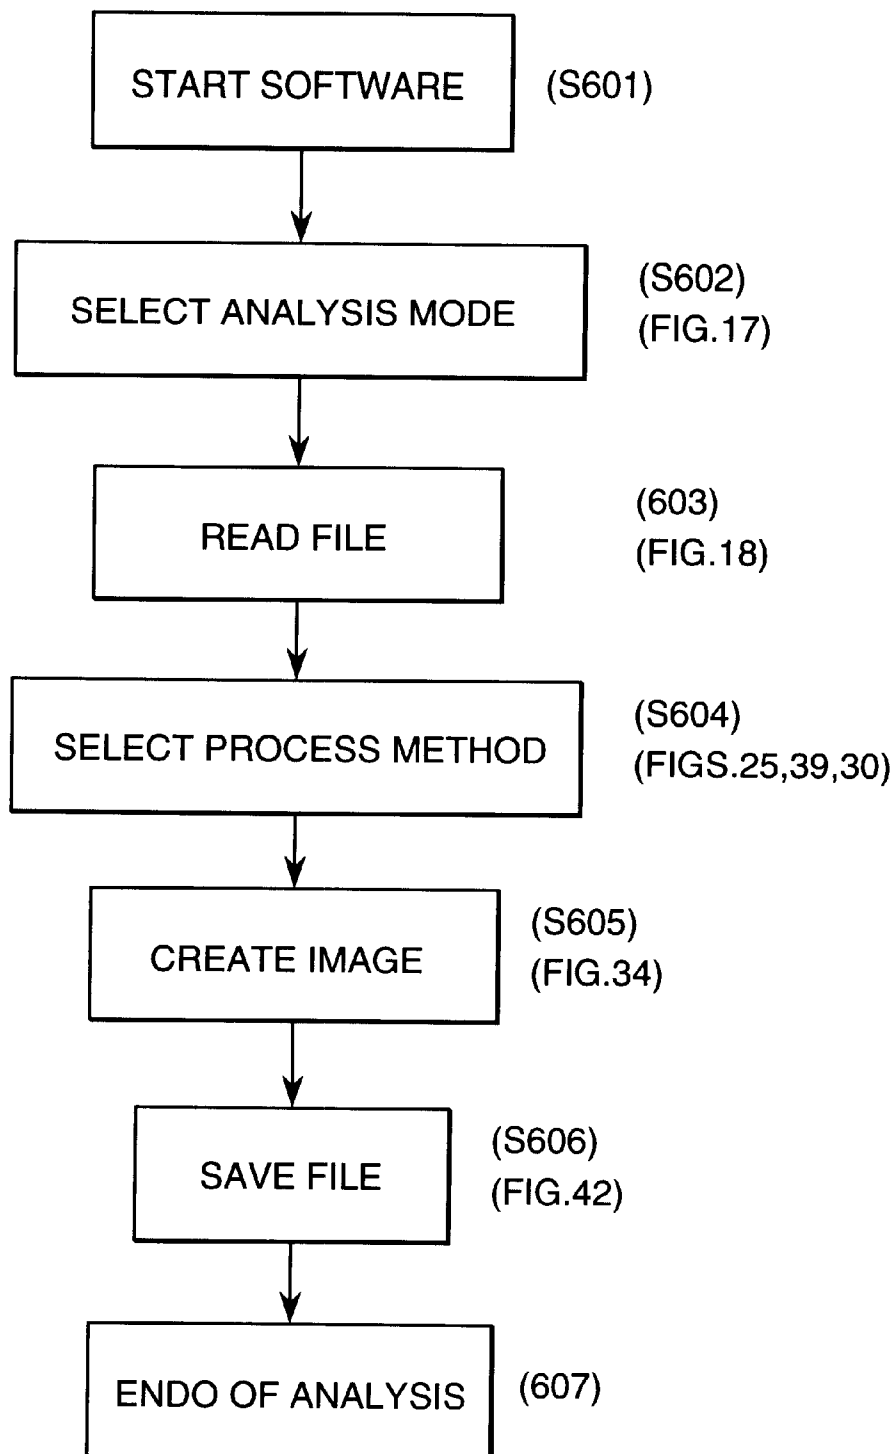 START SOFTWARE (S601)
SELECT ANALYSIS MODE
(S602)
(FIG.17)
READ FILE
(603)
(FIG.18)
SELECT PROCESS METHOD
(S604)
(FIGS.25,39,30)
CREATE IMAGE
(S605)
(FIG.34)
SAVE FILE
(S606)
(FIG.42)
ENDO OF ANALYSIS (607)